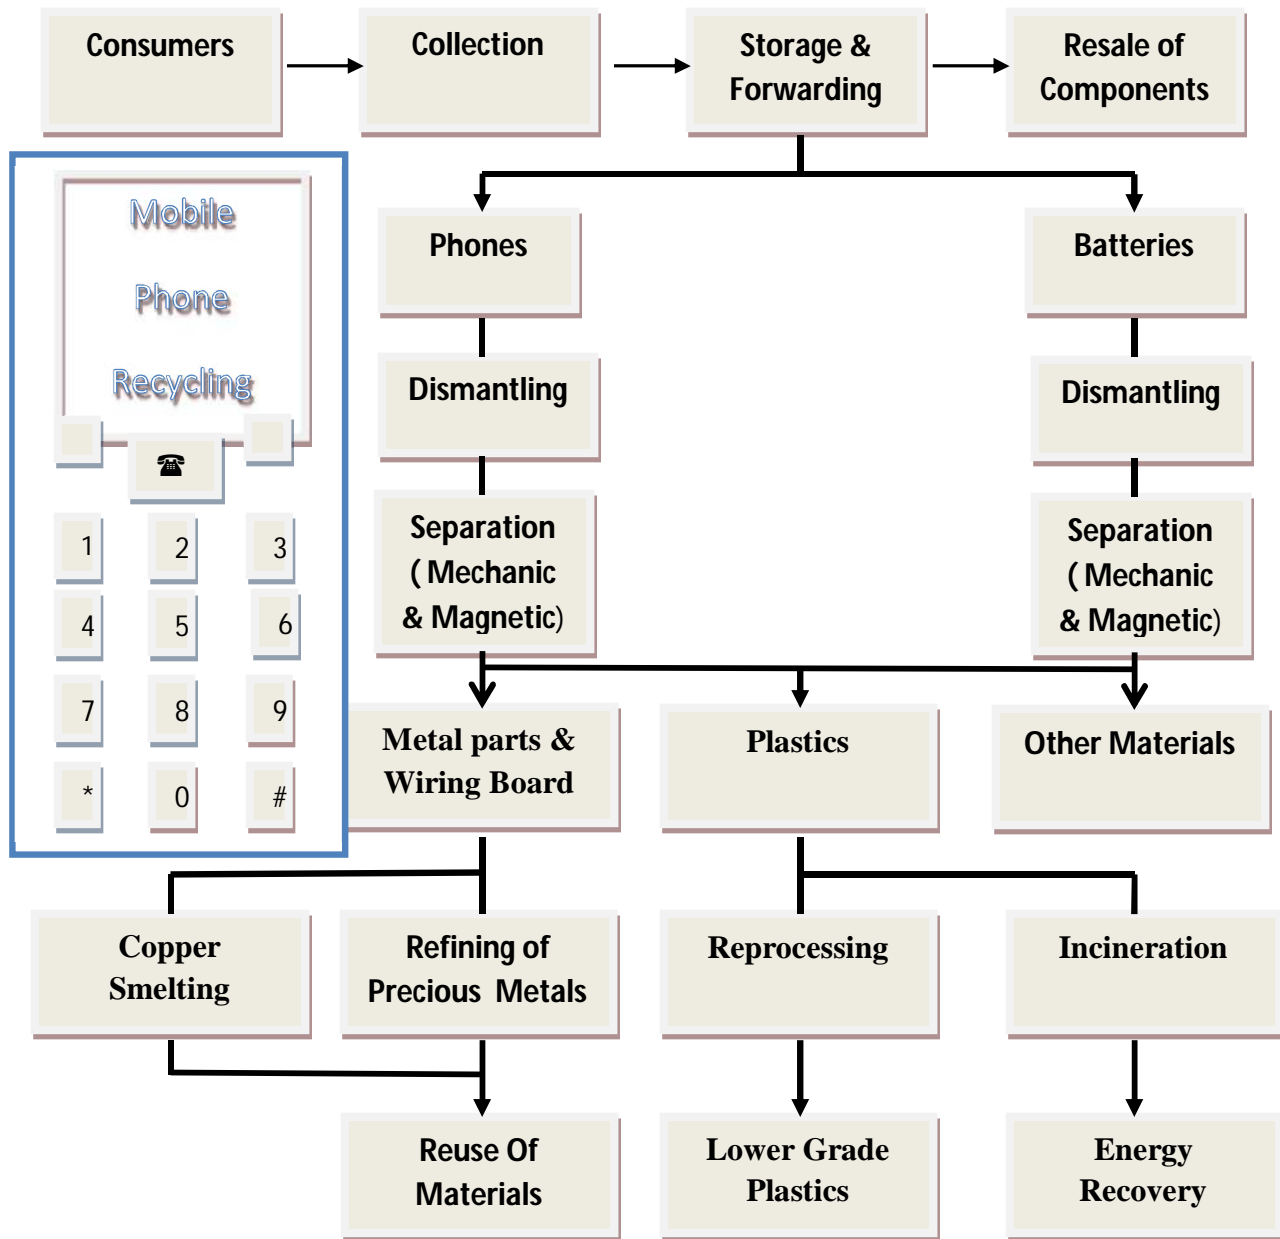 Consumers
Collection
Storage &
Forwarding
Resale of
Components
Mobile
Phone
Recycling
☎
1 2 3
4 5 6
7 8 9
* 0 #
Phones
Batteries
Dismantling
Dismantling
Separation
( Mechanic
& Magnetic)
Separation
( Mechanic
& Magnetic)
Metal parts &
Wiring Board
Plastics
Other Materials
Copper
Smelting
Refining of
Precious Metals
Reprocessing
Incineration
Reuse Of
Materials
Lower Grade
Plastics
Energy
Recovery